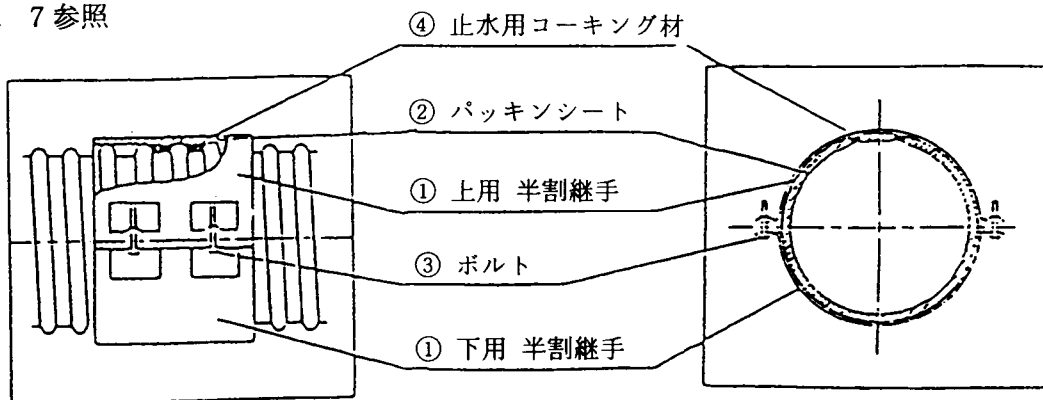 7参照
④ 止水用コーキング材
② パッキンシート
① 上用 半割継手
③ ボルト
① 下用 半割継手